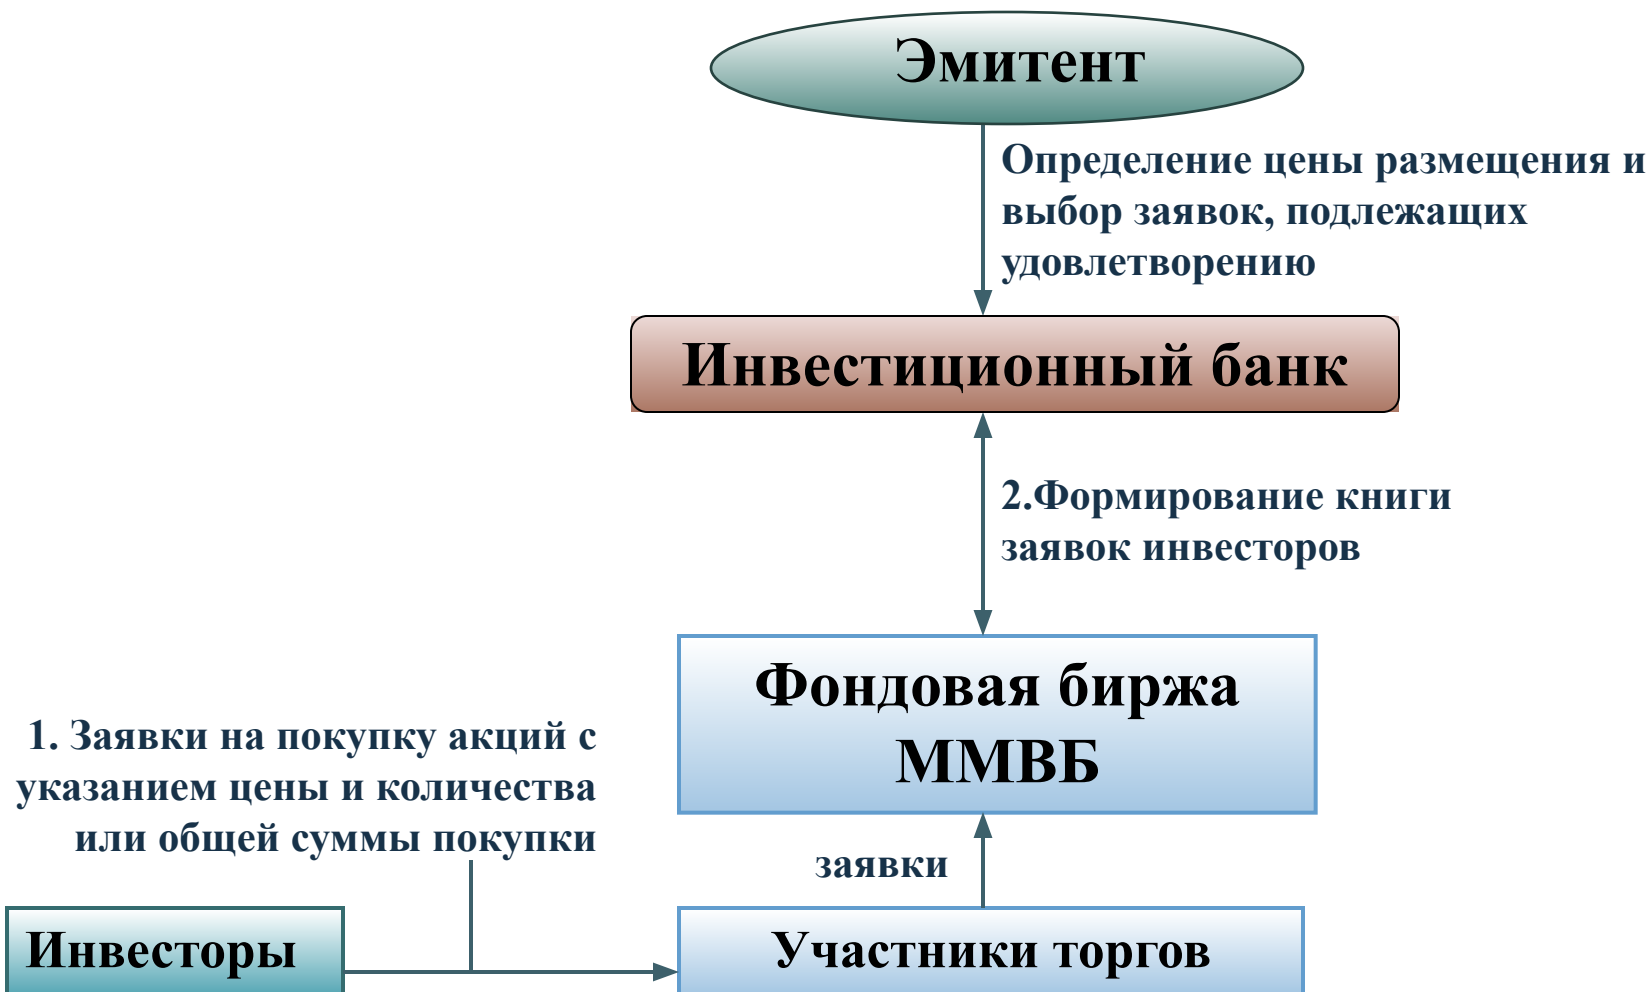 Эмитент
Определение цены размещения и
выбор заявок, подлежащих
удовлетворению
Инвестиционный банк
2.Формирование книги
заявок инвесторов
Фондовая биржа
ММВБ
1. Заявки на покупку акций с
указанием цены и количества
или общей суммы покупки
заявки
Инвесторы
Участники торгов